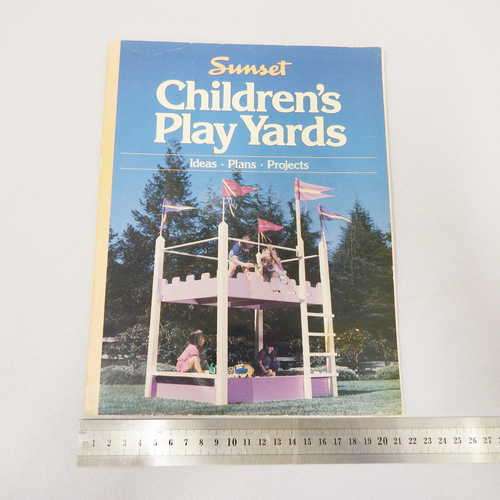 Sunset
Children's
Play Yards
Ideas · Plans · Projects
1 2 3 4 5 6 7 8 9 10 11 12 13 14 15 16 17 18 19 20 21 22 23 24 25 26 27